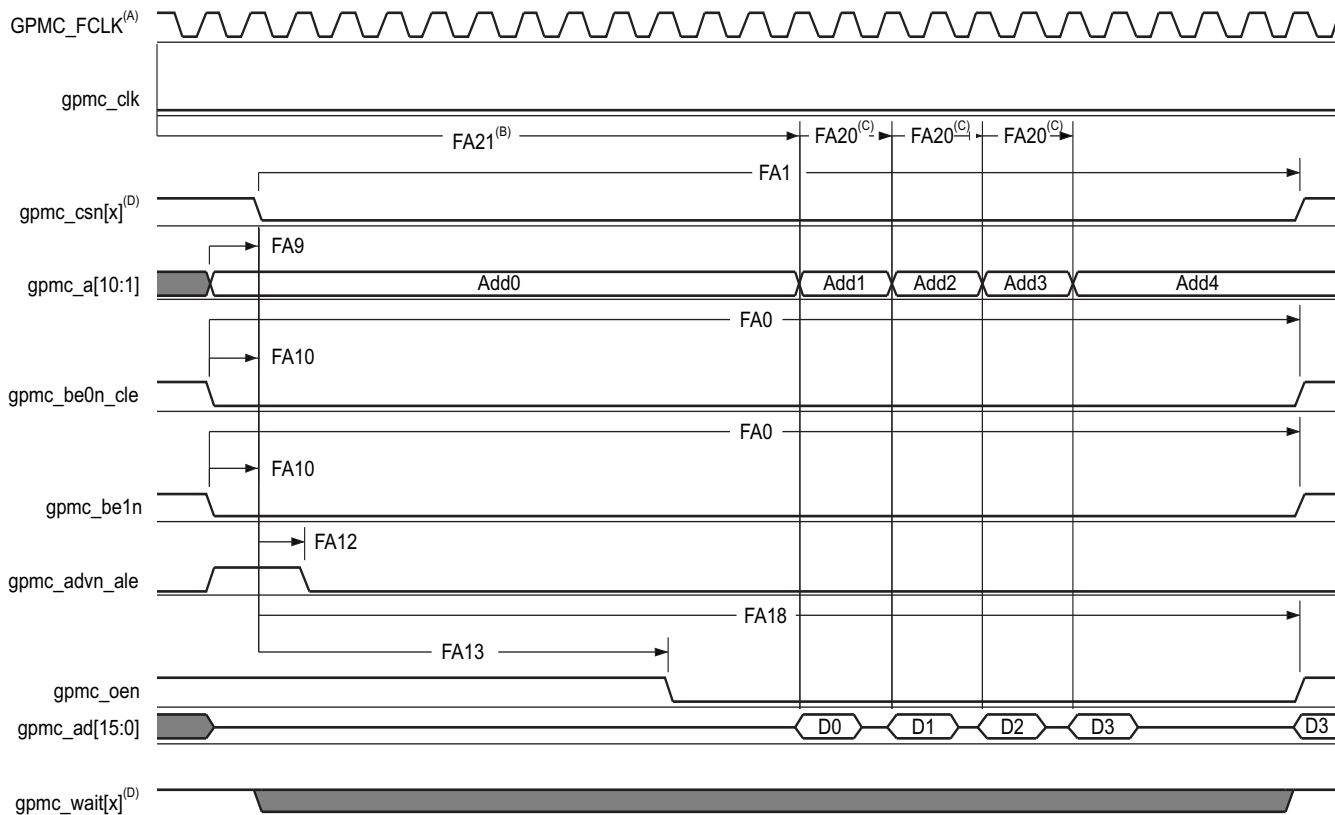 GPMC_FCLK(A)
gpmc_clk
FA21(B) FA20(C) FA20(C) FA20(C)
FA1
gpmc_csn[x](D)
FA9
gpmc_a[10:1] Add0 Add1 Add2 Add3 Add4
FA0
FA10
gpmc_be0n_cle
FA0
FA10
gpmc_be1n
FA12
gpmc_advn_ale
FA18
FA13
gpmc_oen
gpmc_ad[15:0] D0 D1 D2 D3 D3
gpmc_wait[x](D)